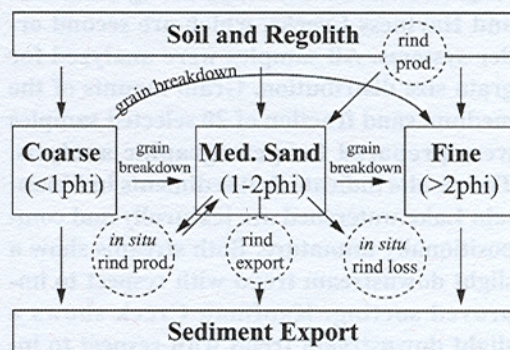 Soil and Regolith
rind
prod.
grain breakdown
Coarse
(<1phi)
grain
breakdown
Med. Sand
(1-2phi)
grain
breakdown
Fine
(>2phi)
in situ
rind prod.
rind
export
in situ
rind loss
Sediment Export